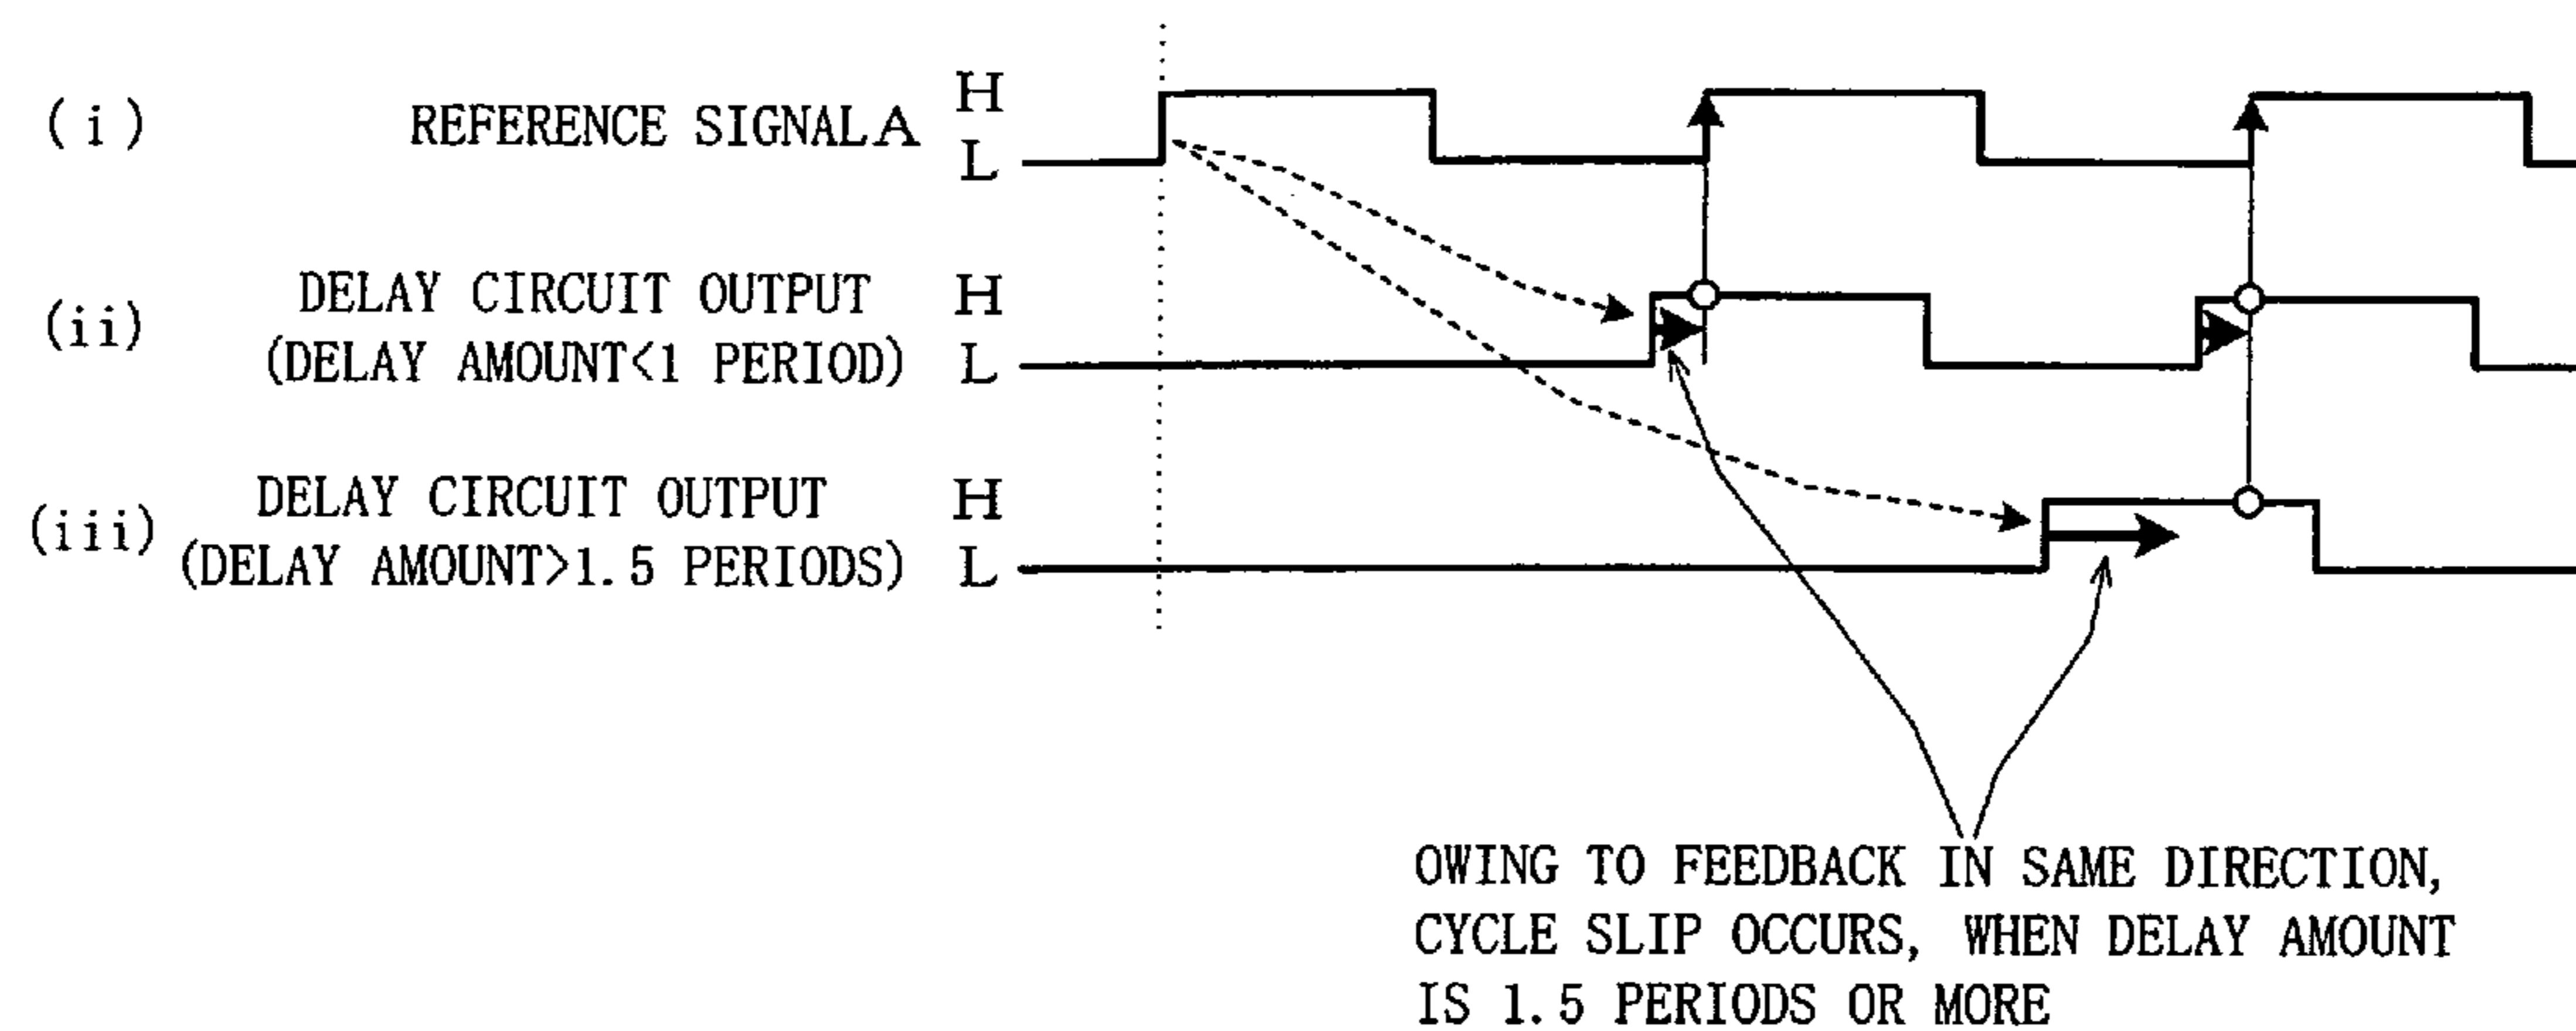 (i) REFERENCE SIGNALA H
L
(ii) DELAY CIRCUIT OUTPUT H
(DELAY AMOUNT<1 PERIOD) L
(iii) DELAY CIRCUIT OUTPUT H
(DELAY AMOUNT>1.5 PERIODS) L
OWING TO FEEDBACK IN SAME DIRECTION,
CYCLE SLIP OCCURS, WHEN DELAY AMOUNT
IS 1.5 PERIODS OR MORE